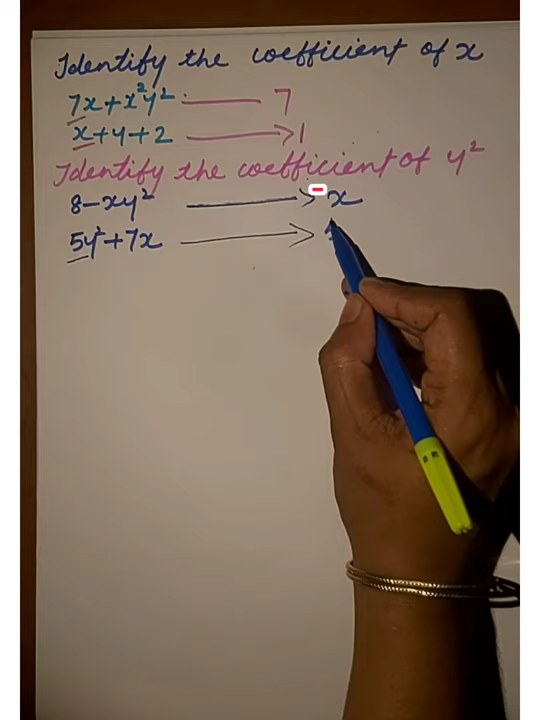 Identify the coefficient of x
7x + x²y² —— 7
x + y + 2 ——> 1
Identify the coefficient of y²
8 - xy² ——> -x
5y² + 7x ——>